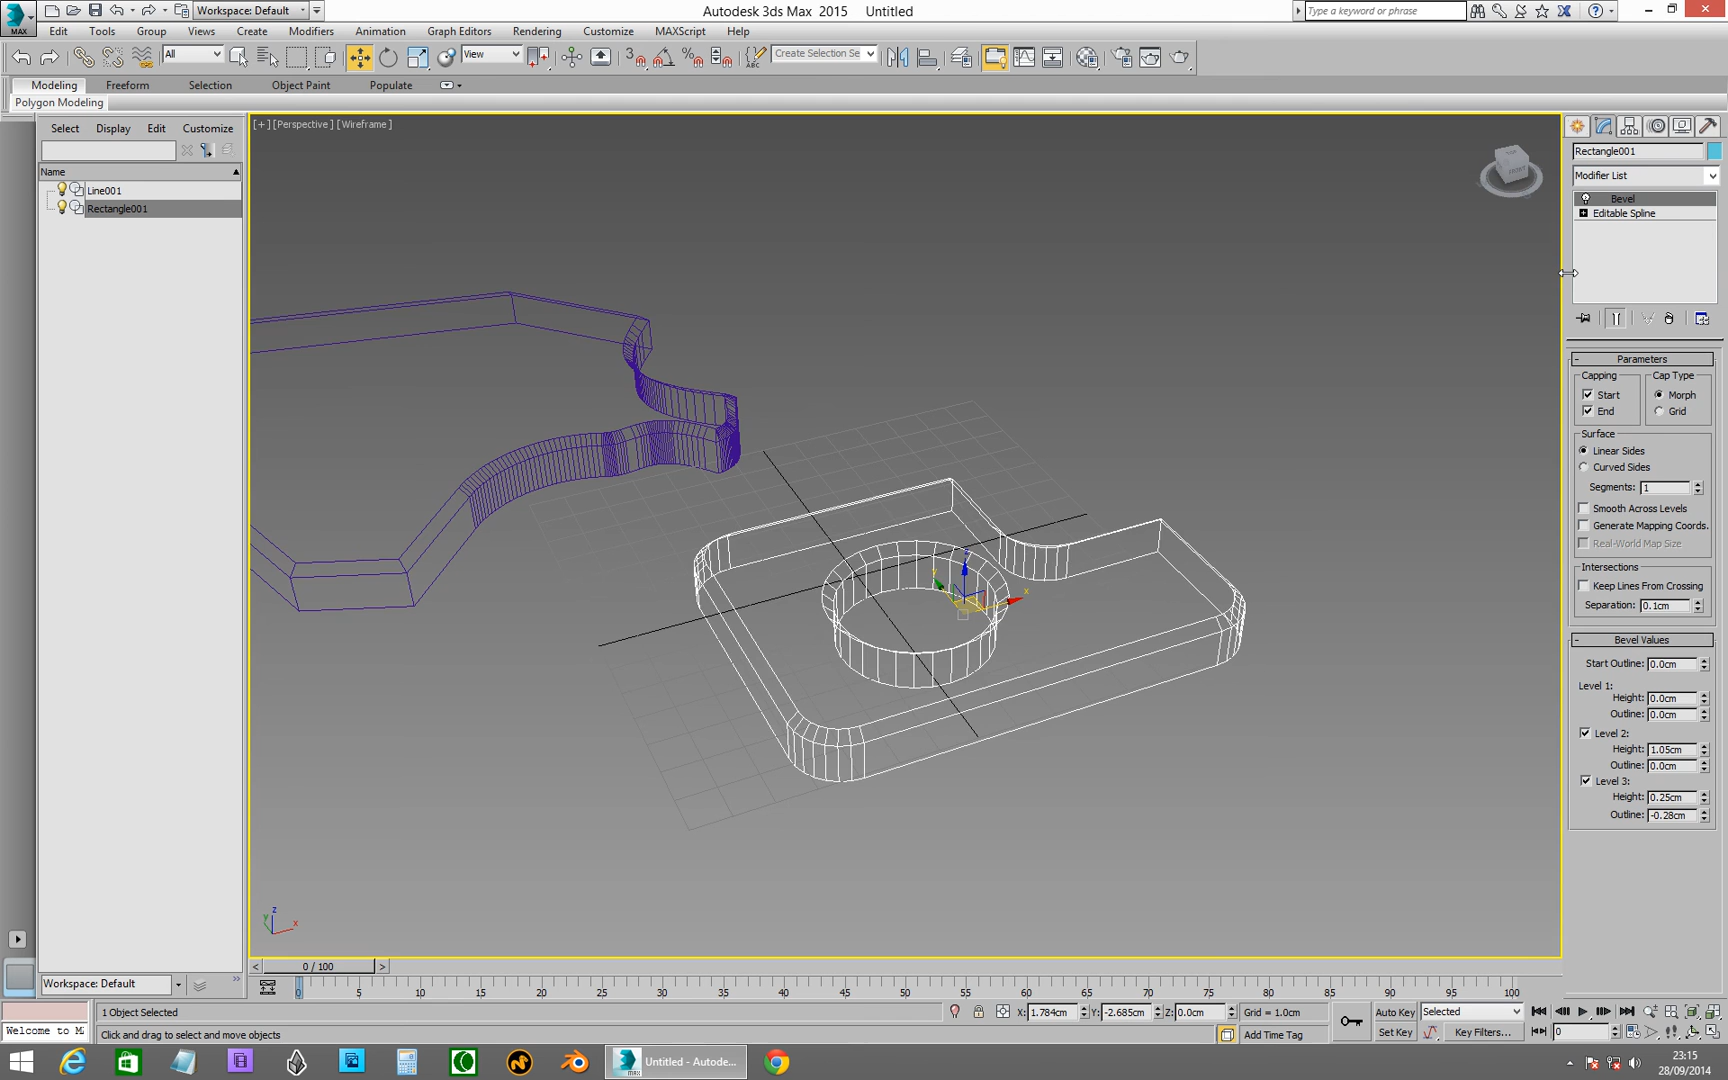 Workspace: Default
Autodesk 3ds Max 2015 Untitled
Type a keyword or phrase
MAX
Edit Tools Group Views Create Modifiers Animation Graph Editors Rendering Customize MAXScript Help
All
View
3
%
ABC
Create Selection Se
Modeling Freeform Selection Object Paint Populate
Polygon Modeling
Select Display Edit Customize
Name
Line001
Rectangle001
[+] [Perspective] [Wireframe]
z
y
x
z
y
x
Rectangle001
Modifier List
Bevel
Editable Spline
- Parameters
Capping
Start
End
Cap Type
Morph
Grid
Surface
Linear Sides
Curved Sides
Segments: 1
Smooth Across Levels
Generate Mapping Coords.
Real-World Map Size
Intersections
Keep Lines From Crossing
Separation: 0.1cm
- Bevel Values
Start Outline: 0.0cm
Level 1:
Height: 0.0cm
Outline: 0.0cm
Level 2:
Height: 1.05cm
Outline: 0.0cm
Level 3:
Height: 0.25cm
Outline: -0.28cm
Workspace: Default
< 0 / 100 >
0 5 10 15 20 25 30 35 40 45 50 55 60 65 70 75 80 85 90 95 100
1 Object Selected
X: 1.784cm Y: -2.685cm Z: 0.0cm Grid = 1.0cm
Auto Key Selected
Welcome to M
Click and drag to select and move objects
Add Time Tag
Set Key Key Filters...
0
Untitled - Autode...
23:15
28/09/2014